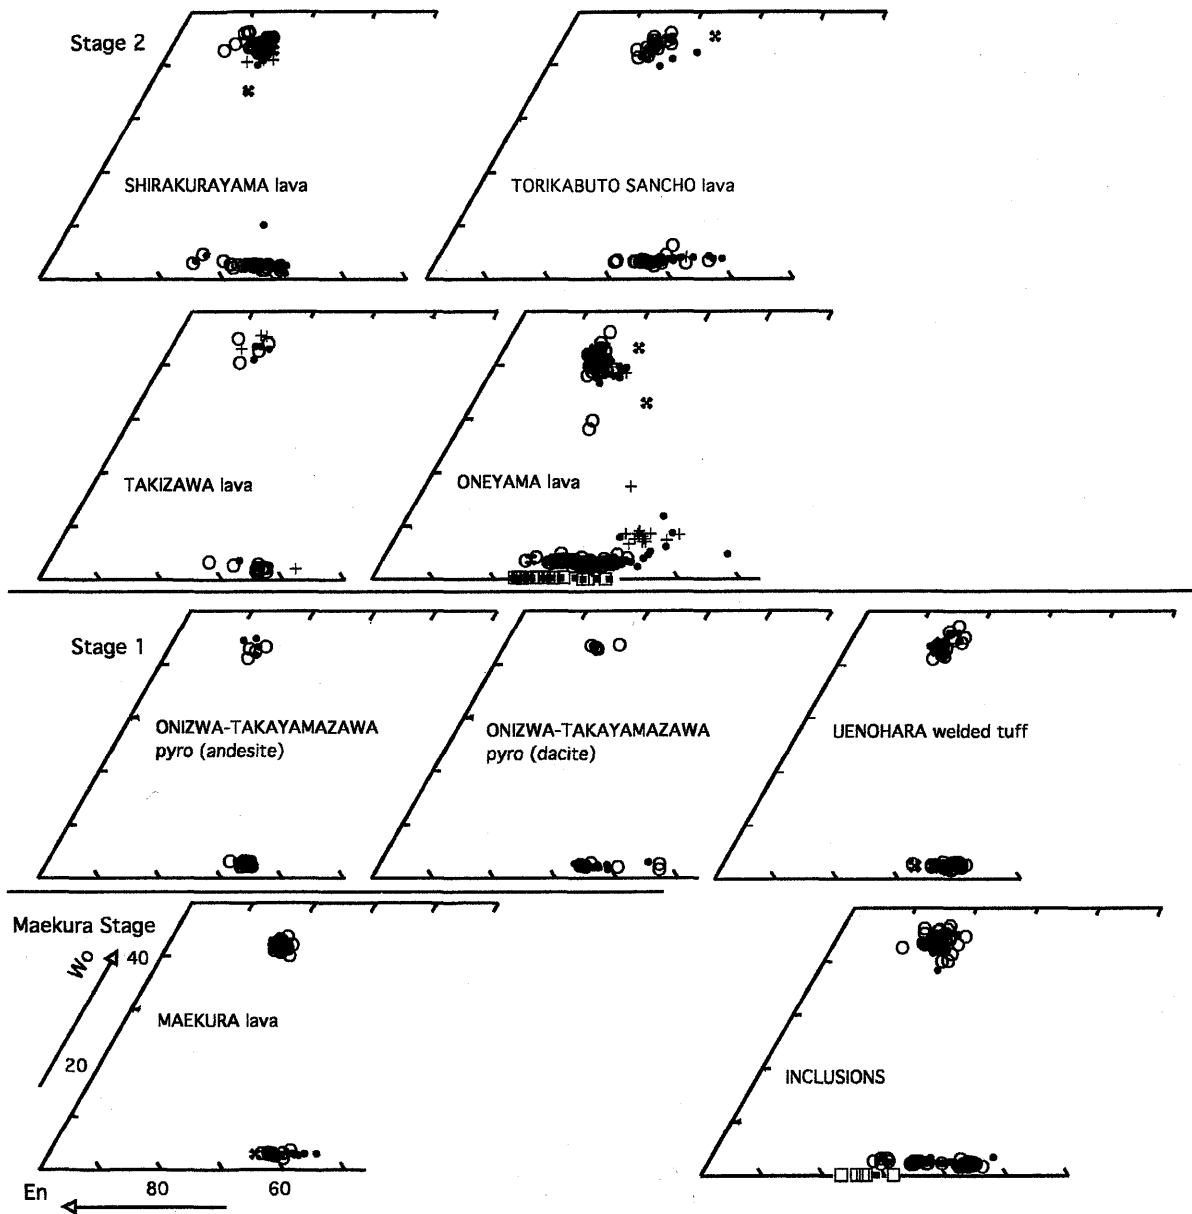 Stage 2
SHIRAKURAYAMA lava
TORIKABUTO SANCHO lava
TAKIZAWA lava
ONEYAMA lava
Stage 1
ONIZWA-TAKAYAMAZAWA
pyro (andesite)
ONIZWA-TAKAYAMAZAWA
pyro (dacite)
UENOHARA welded tuff
Maekura Stage
Wo
40
MAEKURA lava
20
INCLUSIONS
En
80
60